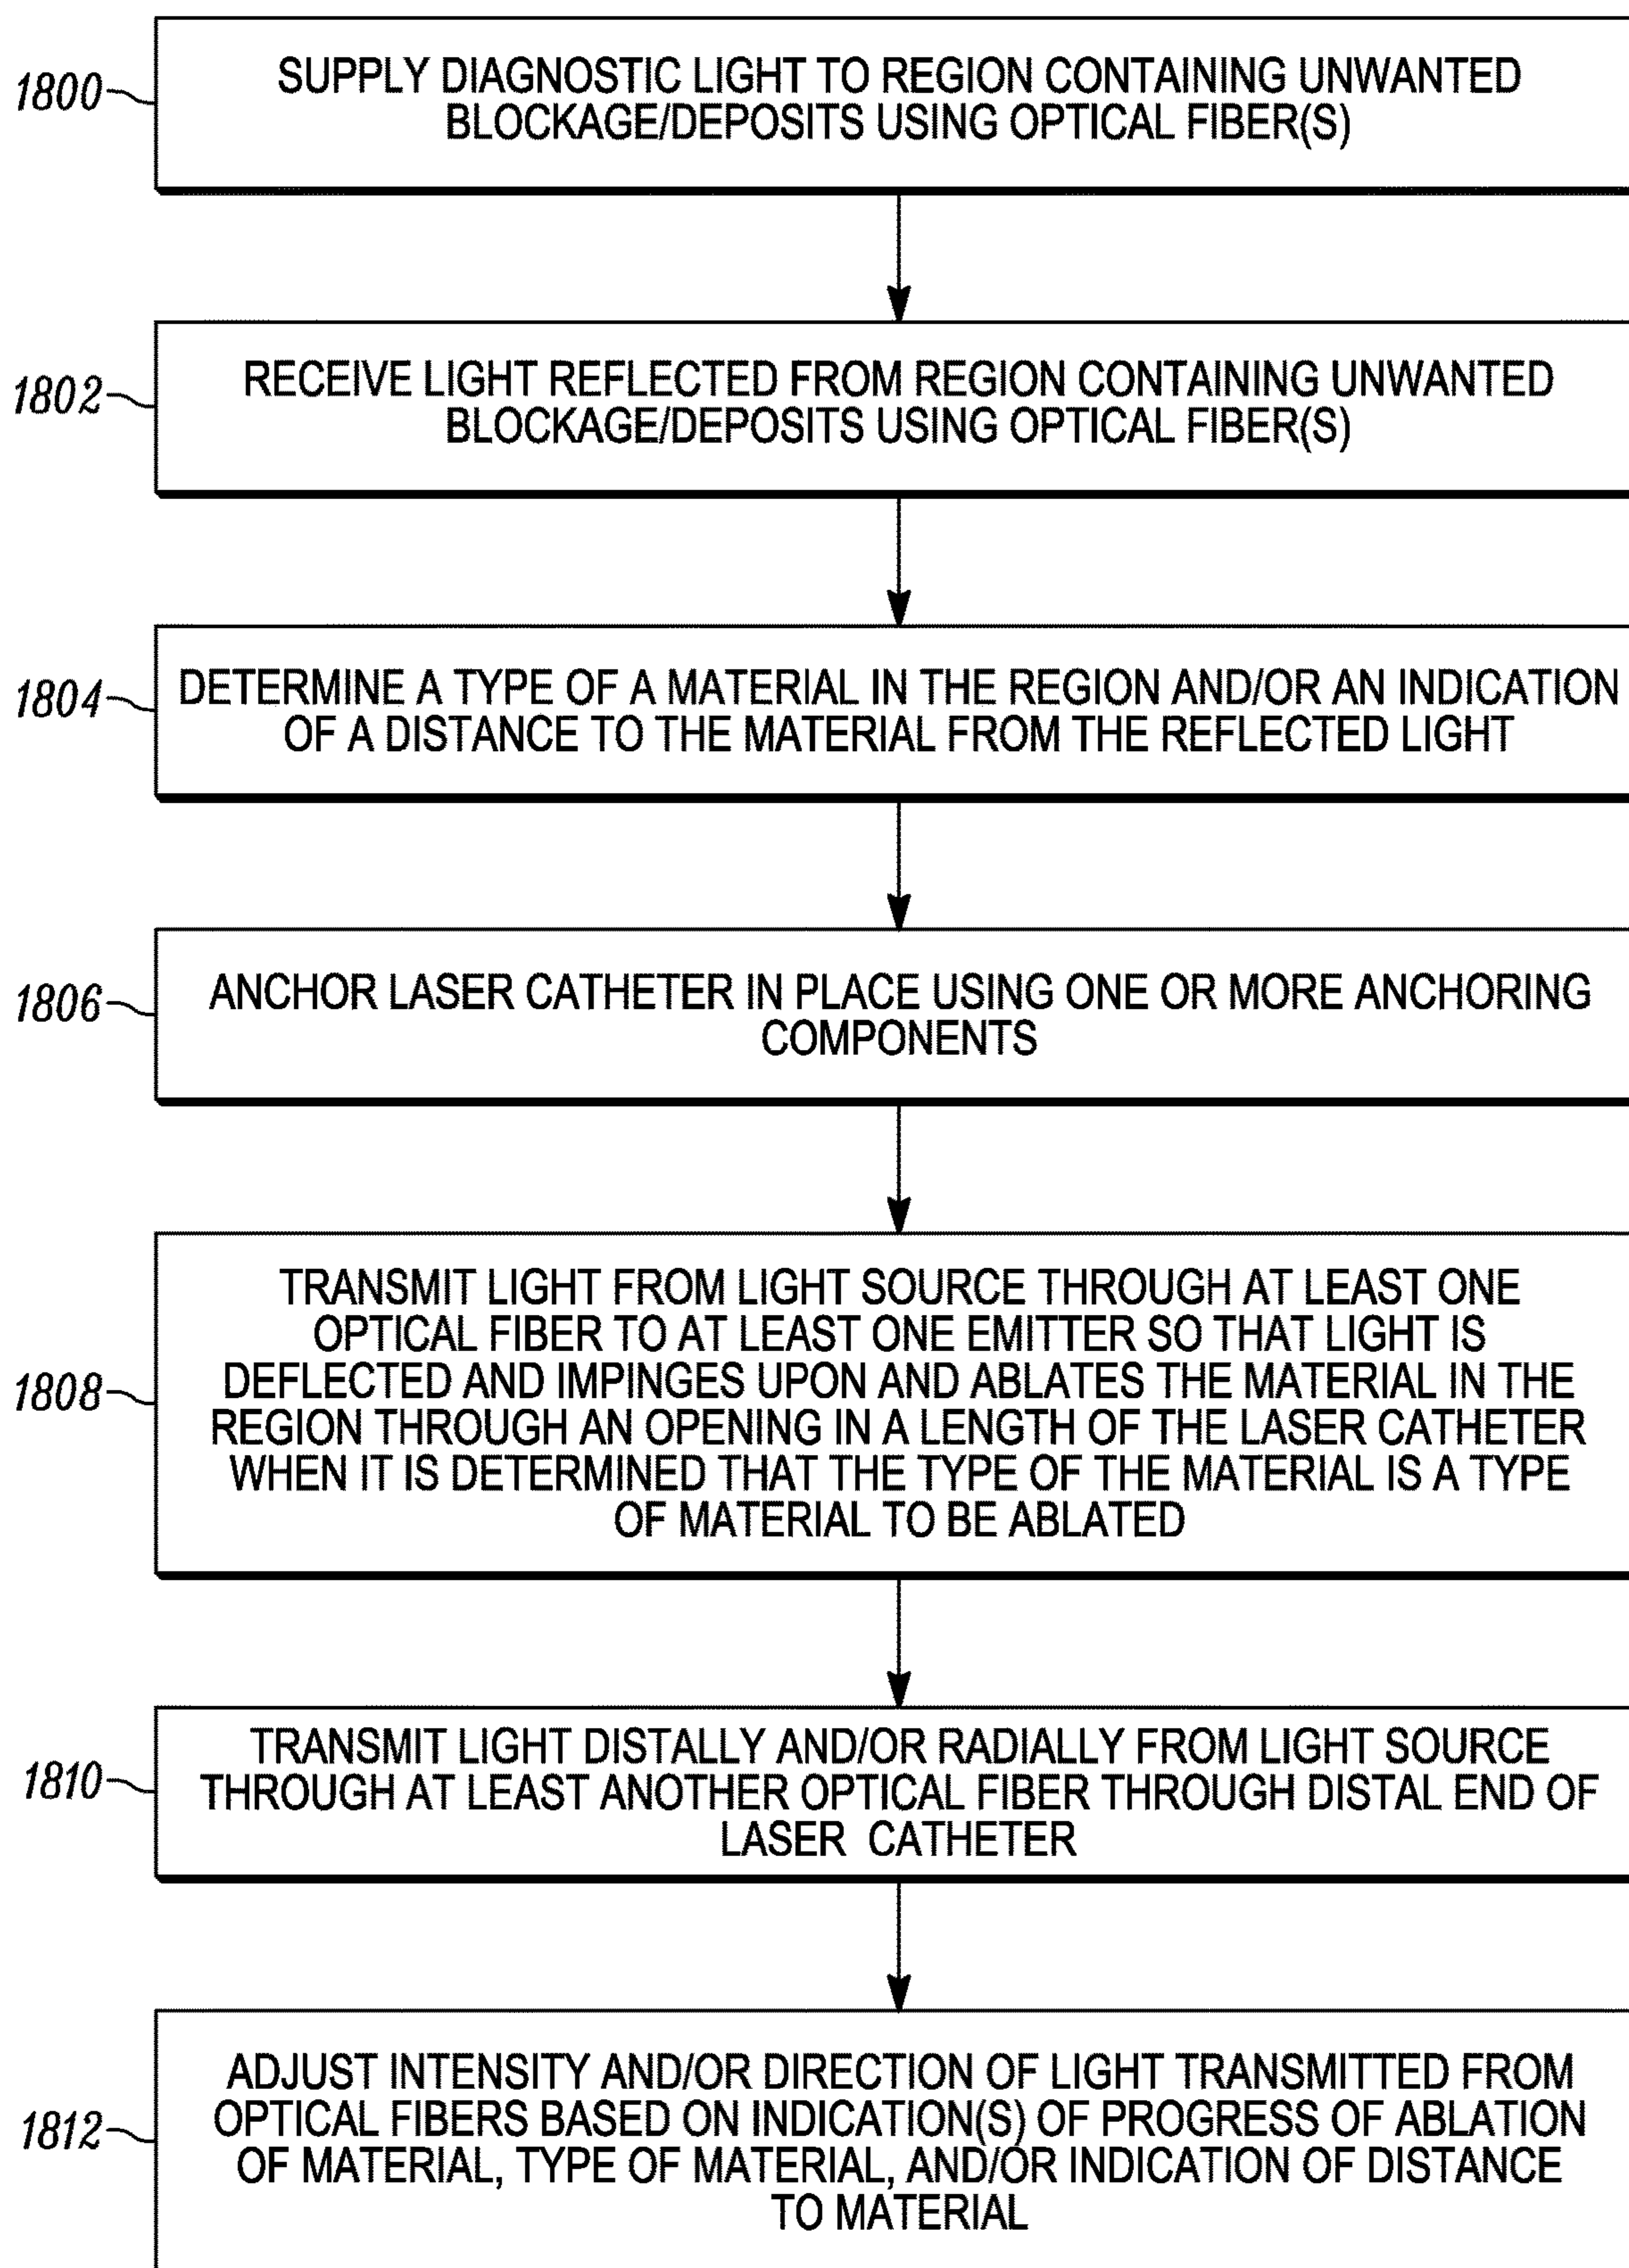 1800
SUPPLY DIAGNOSTIC LIGHT TO REGION CONTAINING UNWANTED
BLOCKAGE/DEPOSITS USING OPTICAL FIBER(S)
1802
RECEIVE LIGHT REFLECTED FROM REGION CONTAINING UNWANTED
BLOCKAGE/DEPOSITS USING OPTICAL FIBER(S)
1804
DETERMINE A TYPE OF A MATERIAL IN THE REGION AND/OR AN INDICATION
OF A DISTANCE TO THE MATERIAL FROM THE REFLECTED LIGHT
1806
ANCHOR LASER CATHETER IN PLACE USING ONE OR MORE ANCHORING
COMPONENTS
1808
TRANSMIT LIGHT FROM LIGHT SOURCE THROUGH AT LEAST ONE
OPTICAL FIBER TO AT LEAST ONE EMITTER SO THAT LIGHT IS
DEFLECTED AND IMPINGES UPON AND ABLATES THE MATERIAL IN THE
REGION THROUGH AN OPENING IN A LENGTH OF THE LASER CATHETER
WHEN IT IS DETERMINED THAT THE TYPE OF THE MATERIAL IS A TYPE
OF MATERIAL TO BE ABLATED
1810
TRANSMIT LIGHT DISTALLY AND/OR RADIALLY FROM LIGHT SOURCE
THROUGH AT LEAST ANOTHER OPTICAL FIBER THROUGH DISTAL END OF
LASER CATHETER
1812
ADJUST INTENSITY AND/OR DIRECTION OF LIGHT TRANSMITTED FROM
OPTICAL FIBERS BASED ON INDICATION(S) OF PROGRESS OF ABLATION
OF MATERIAL, TYPE OF MATERIAL, AND/OR INDICATION OF DISTANCE
TO MATERIAL